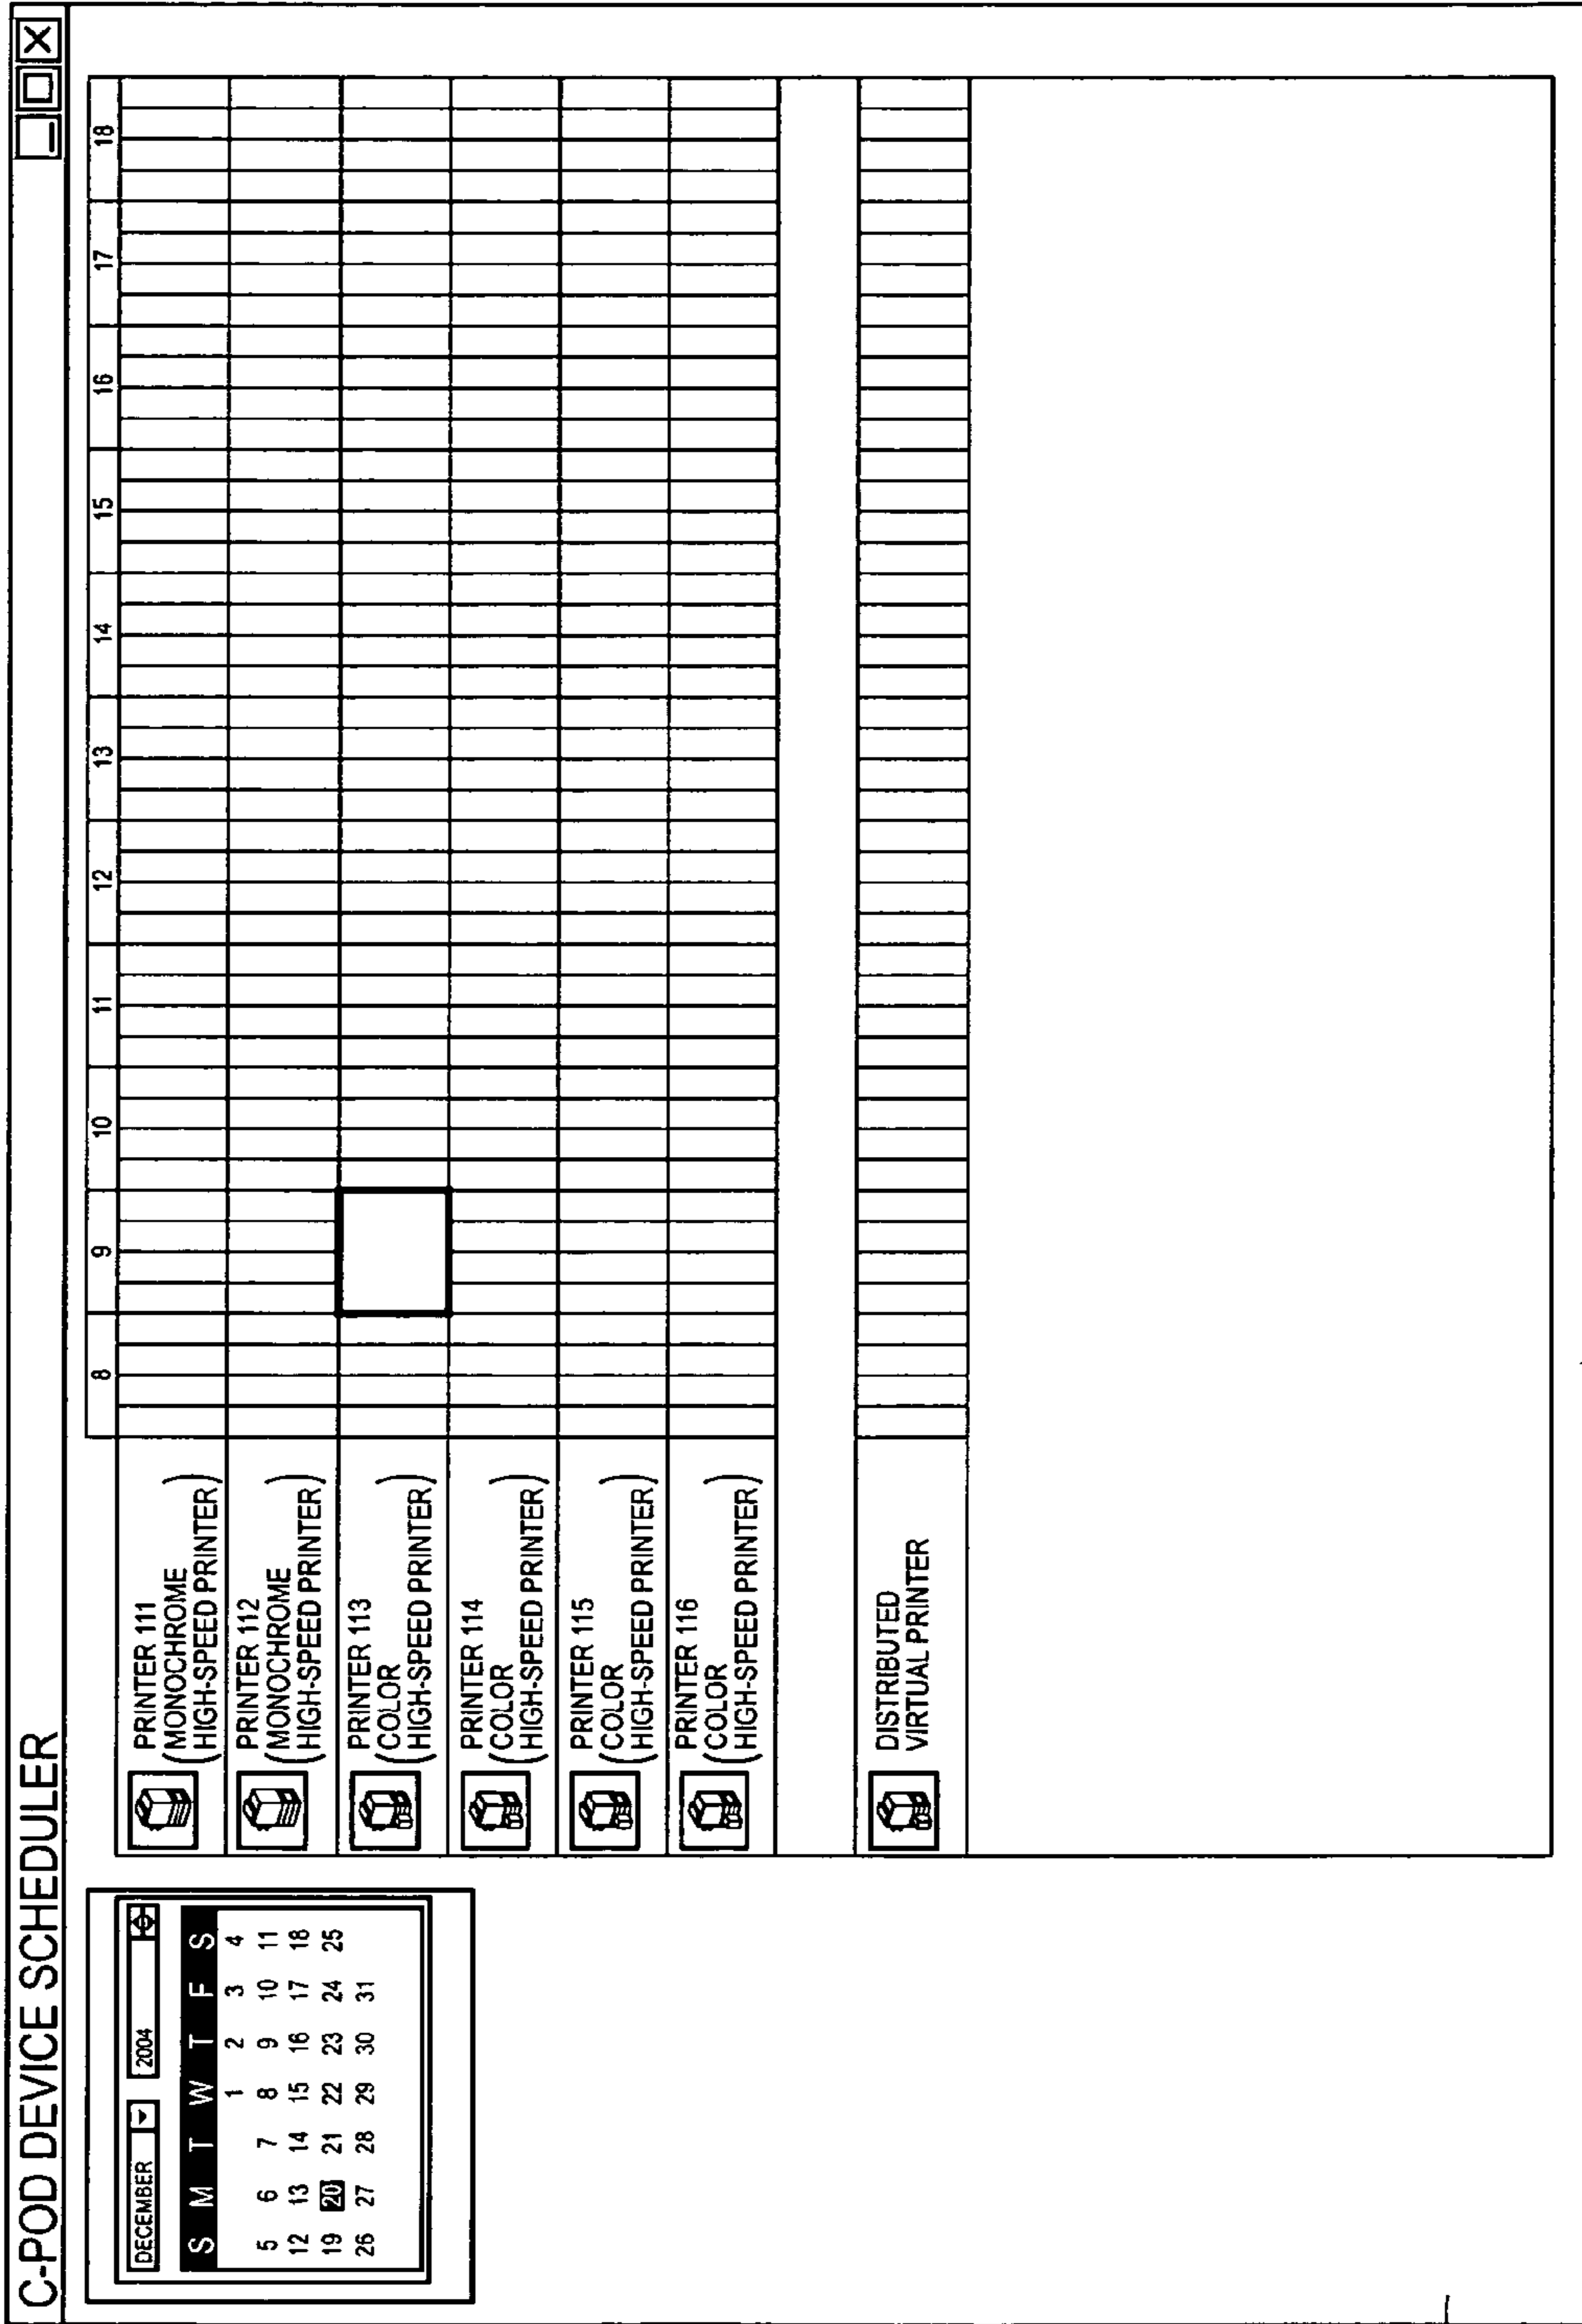 C-POD DEVICE SCHEDULER
DECEMBER 2004
S M T W T F S
1 2 3 4
5 6 7 8 9 10 11
12 13 14 15 16 17 18
19 20 21 22 23 24 25
26 27 28 29 30 31
8 9 10 11 12 13 14 15 16 17 18
PRINTER 111
(MONOCHROME
HIGH-SPEED PRINTER)
PRINTER 112
(MONOCHROME
HIGH-SPEED PRINTER)
PRINTER 113
(COLOR
HIGH-SPEED PRINTER)
PRINTER 114
(COLOR
HIGH-SPEED PRINTER)
PRINTER 115
(COLOR
HIGH-SPEED PRINTER)
PRINTER 116
(COLOR
HIGH-SPEED PRINTER)
DISTRIBUTED
VIRTUAL PRINTER